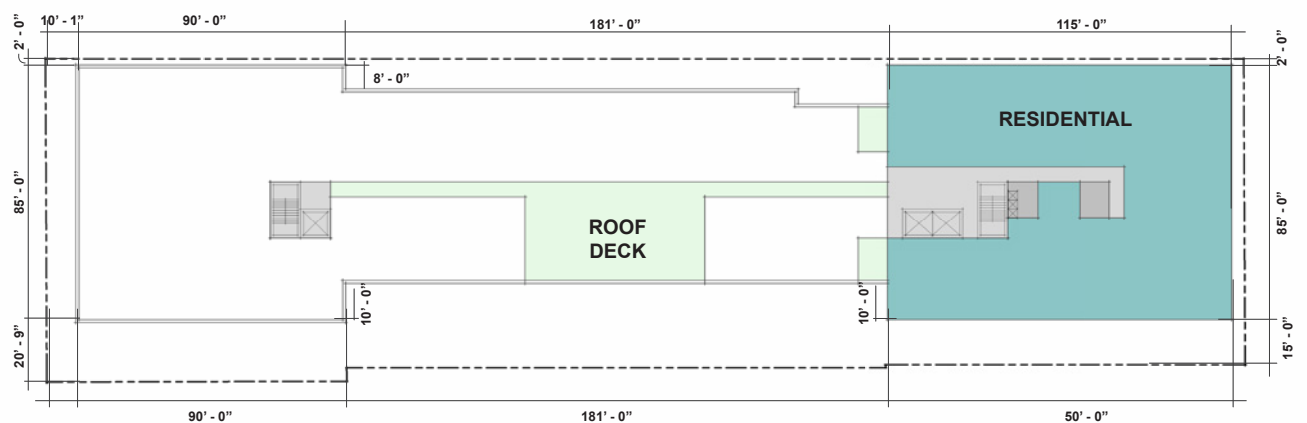 10' - 1" 90' - 0" 181' - 0" 115' - 0"
2' - 0"
2' - 0"
8' - 0"
RESIDENTIAL
85' - 0"
85' - 0"
ROOF
DECK
10' - 0"
10' - 0"
20' - 9"
15' - 0"
90' - 0" 181' - 0" 50' - 0"